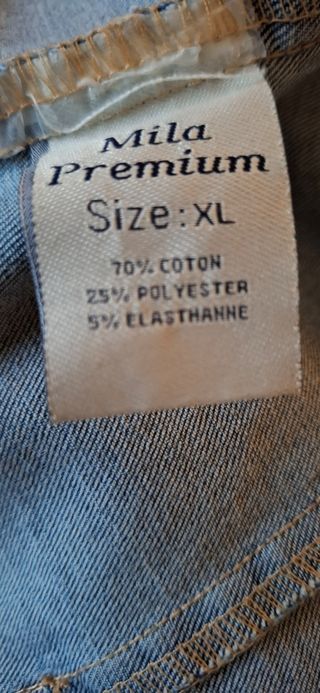 Mila
Premium
Size: XL
70% COTON
25% POLYESTER
5% ELASTHANNE